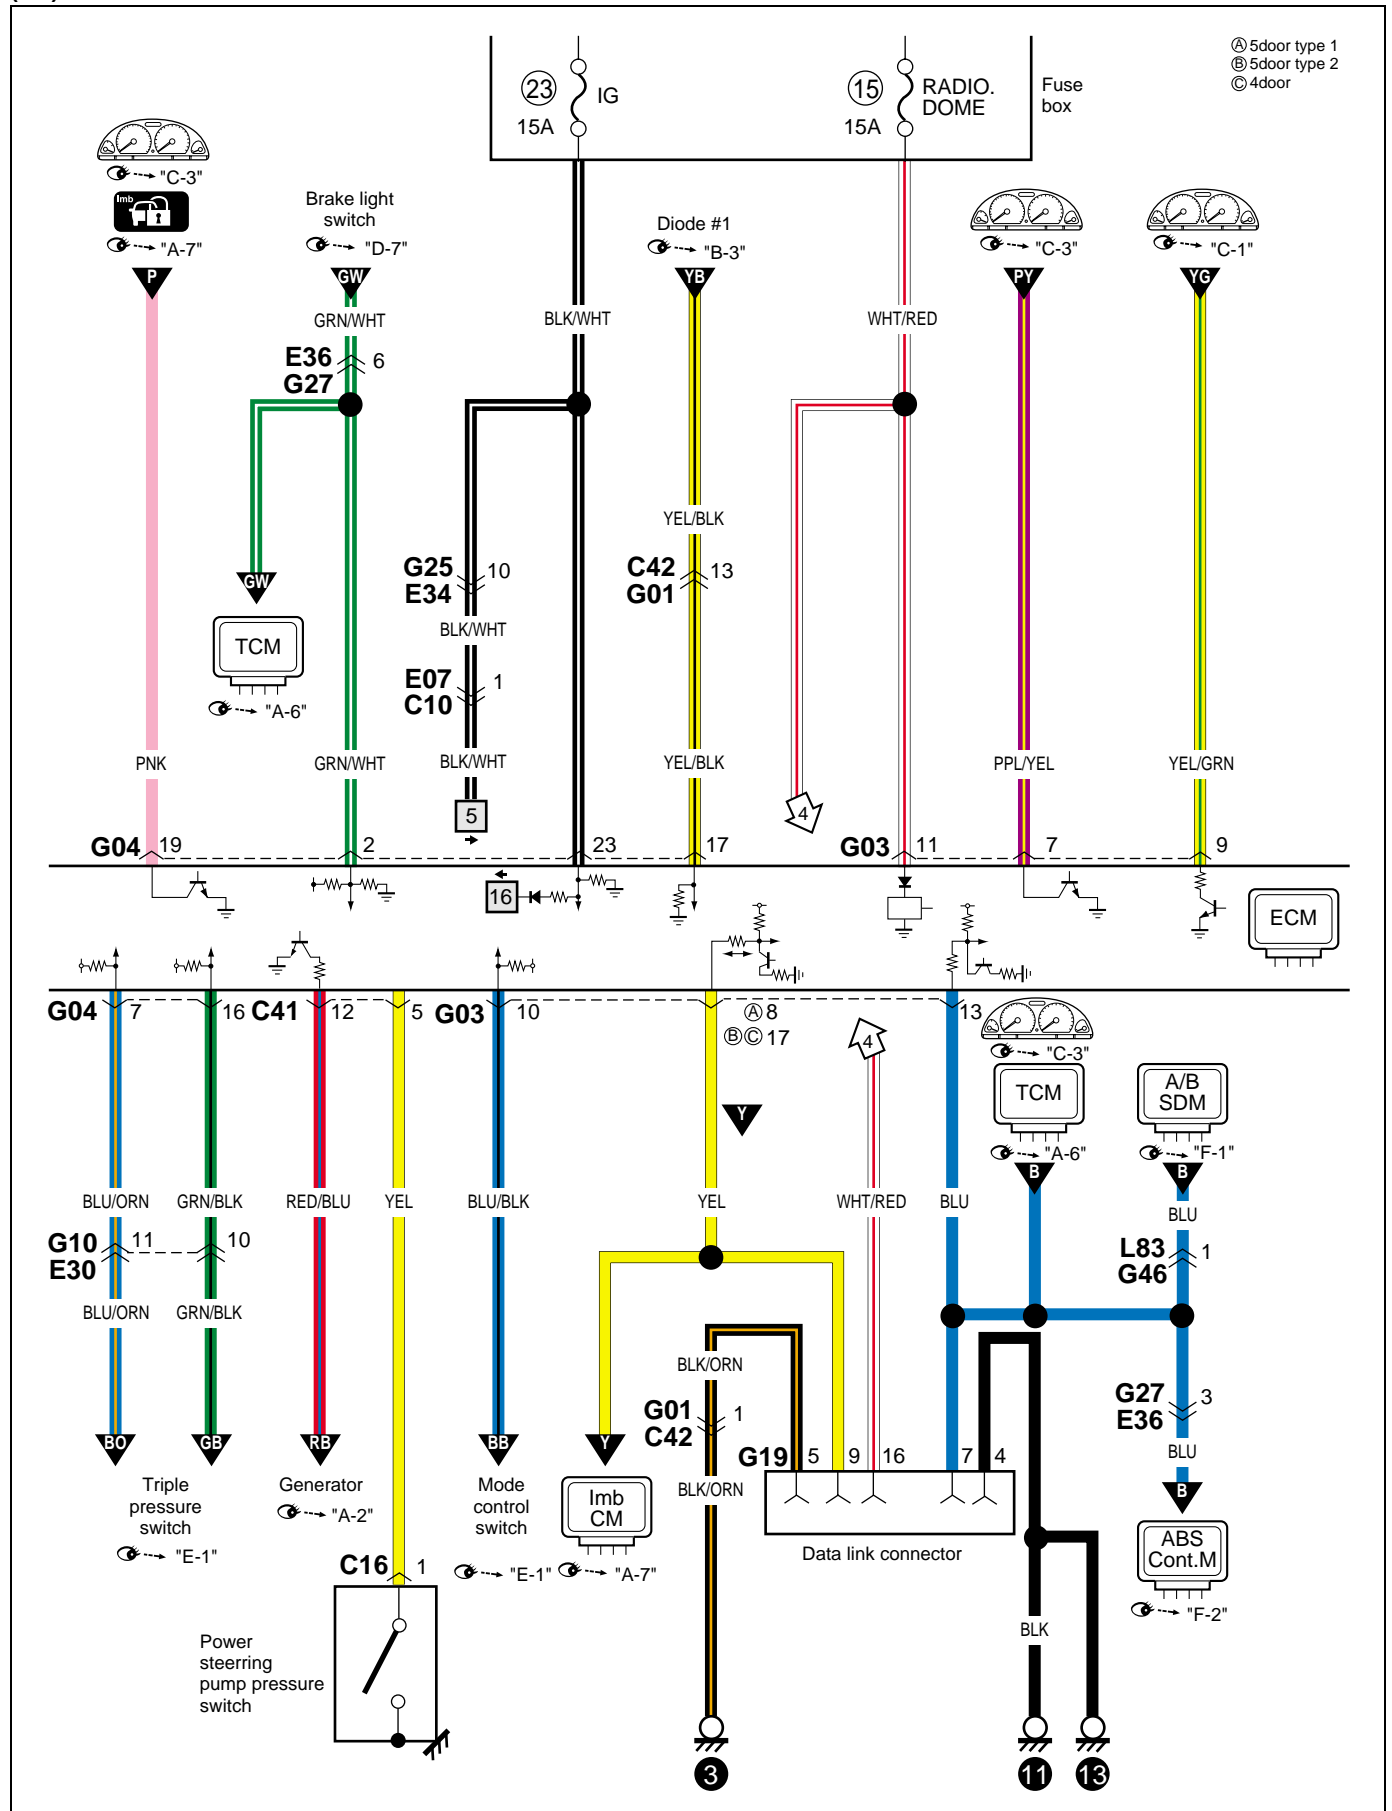 Ⓐ 5door type 1
Ⓑ 5door type 2
Ⓒ 4door
23
IG
15A
15
RADIO.
DOME
15A
Fuse
box
"C-3"
Imb
"A-7"
P
Brake light
switch
"D-7"
GW
GRN/WHT
BLK/WHT
Diode #1
"B-3"
YB
WHT/RED
"C-3"
PY
"C-1"
YG
E36
G27
6
YEL/BLK
G25
E34
10
C42
G01
13
GW
TCM
"A-6"
BLK/WHT
E07
C10
1
PNK
GRN/WHT
BLK/WHT
YEL/BLK
PPL/YEL
YEL/GRN
5
4
G04
19
2
23
17
G03
11
7
9
16
ECM
G04
7
16
C41
12
5
G03
10
Ⓐ 8
Ⓑ Ⓒ 17
13
4
"C-3"
TCM
"A-6"
B
A/B
SDM
"F-1"
B
Y
BLU/ORN
GRN/BLK
RED/BLU
YEL
BLU/BLK
YEL
WHT/RED
BLU
BLU
G10
E30
11
10
L83
G46
1
BLU/ORN
GRN/BLK
BLK/ORN
G01
C42
1
G27
E36
3
BO
GB
RB
BB
Y
G19
5
9
16
7
4
BLU
B
Triple
pressure
switch
"E-1"
Generator
"A-2"
Mode
control
switch
"E-1"
Imb
CM
"A-7"
BLK/ORN
Data link connector
ABS
Cont.M
"F-2"
C16
1
Power
steerring
pump pressure
switch
BLK
3
11
13